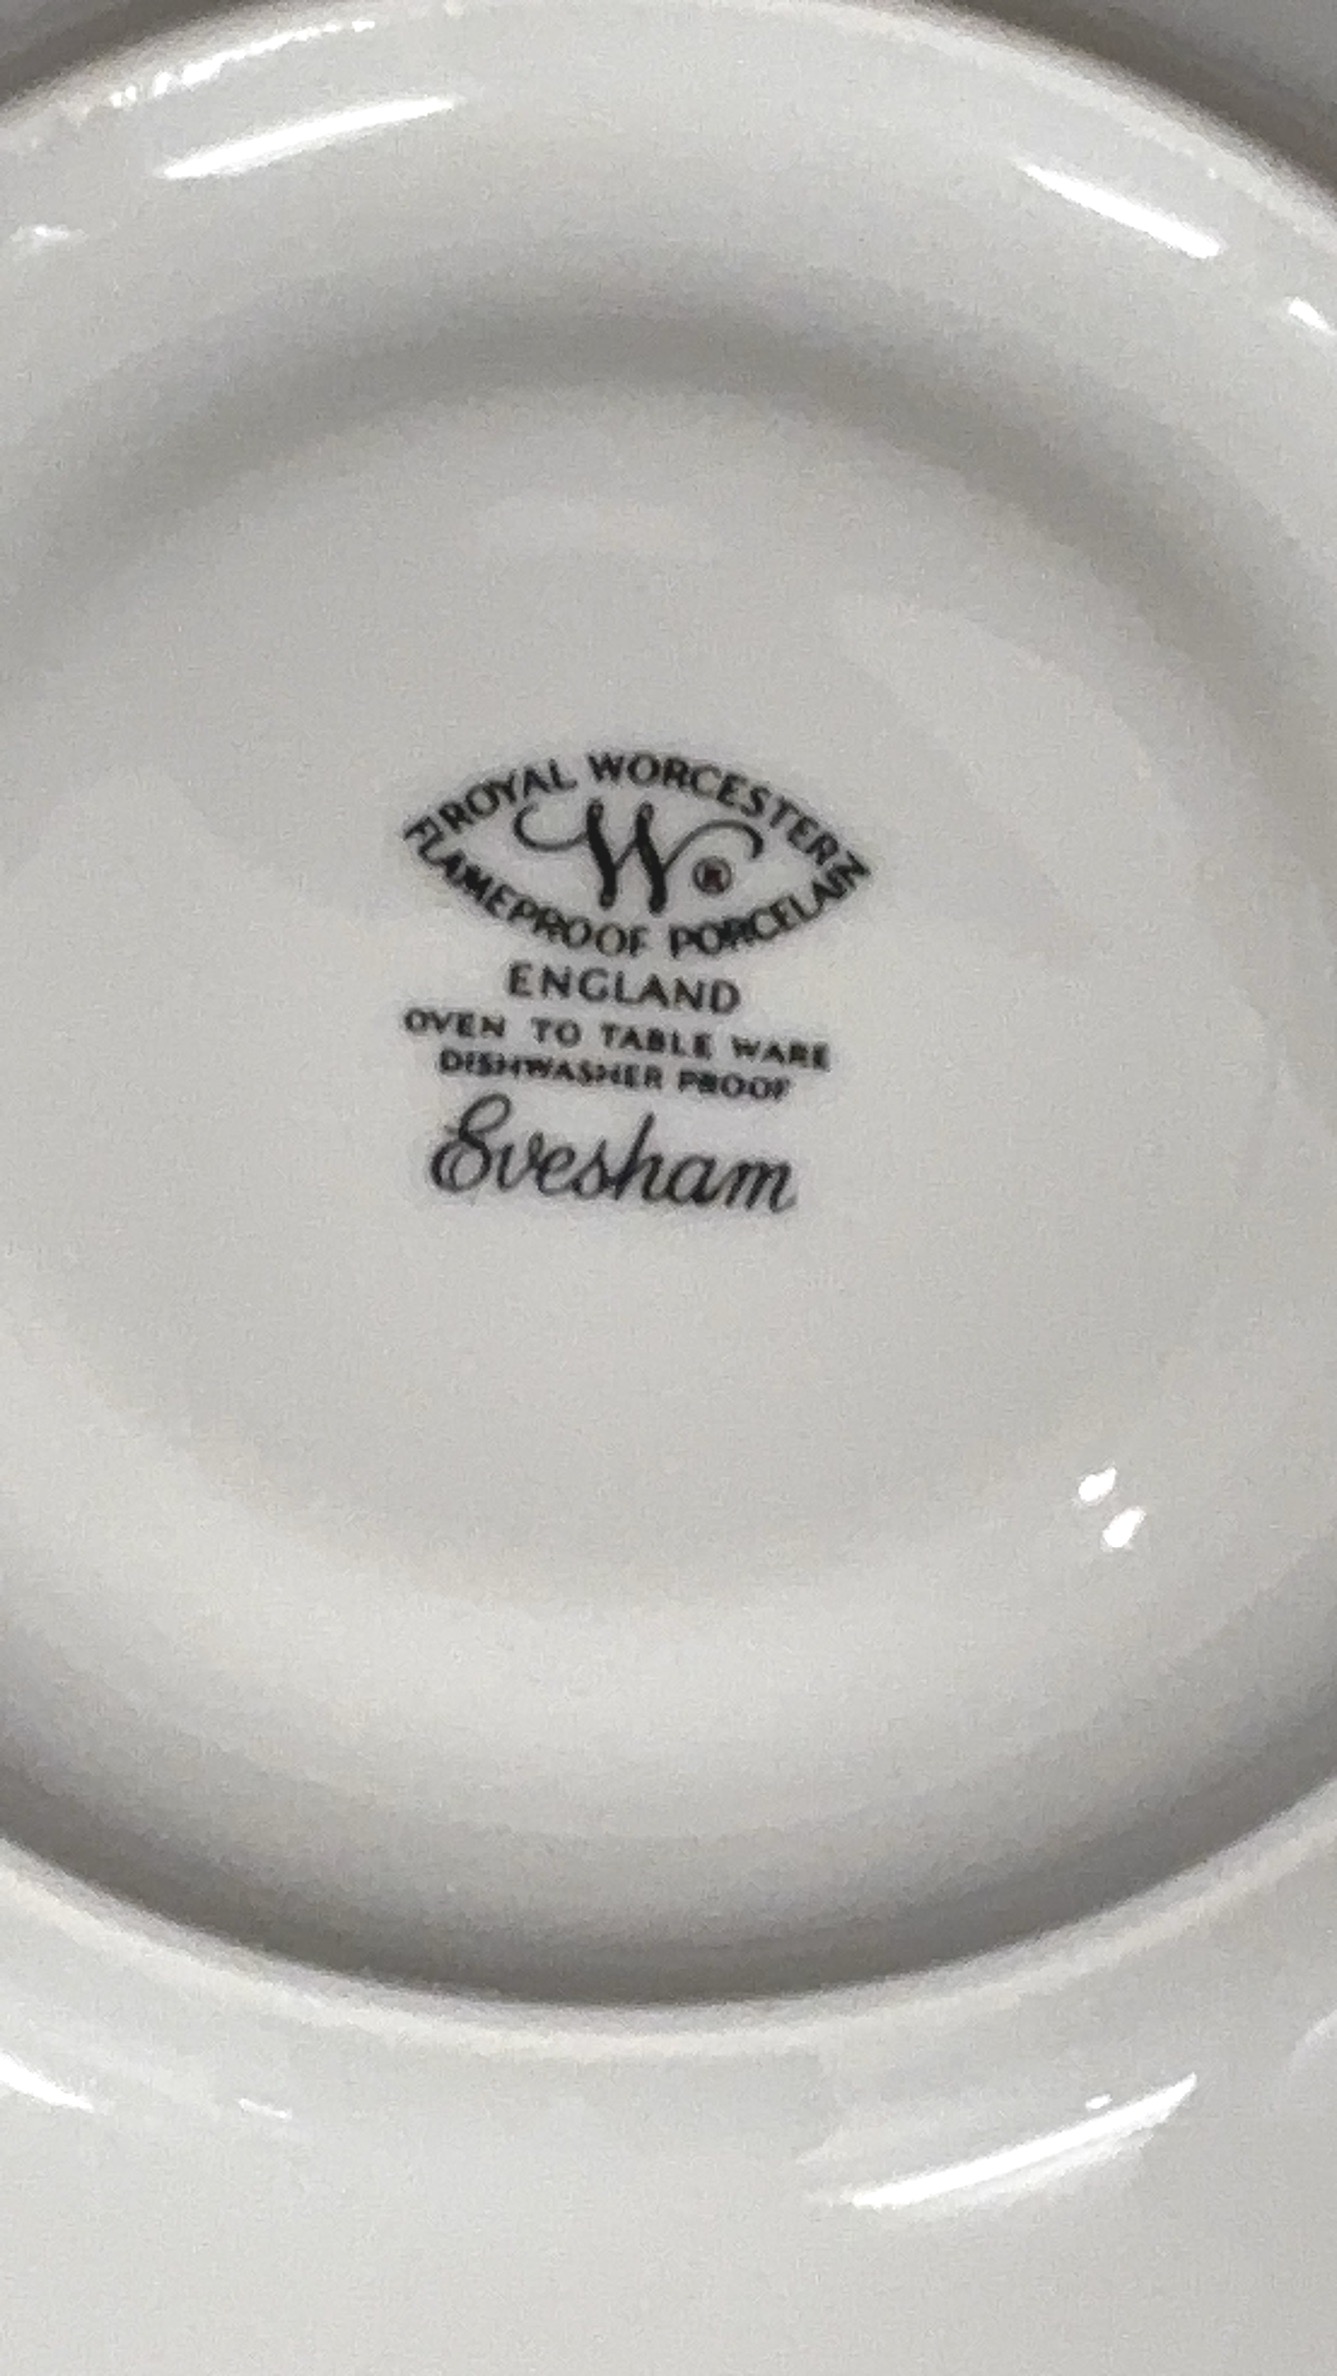 ROYAL WORCESTER
W ®
FLAMEPROOF PORCELAIN
ENGLAND
OVEN TO TABLE WARE
DISHWASHER PROOF
Evesham